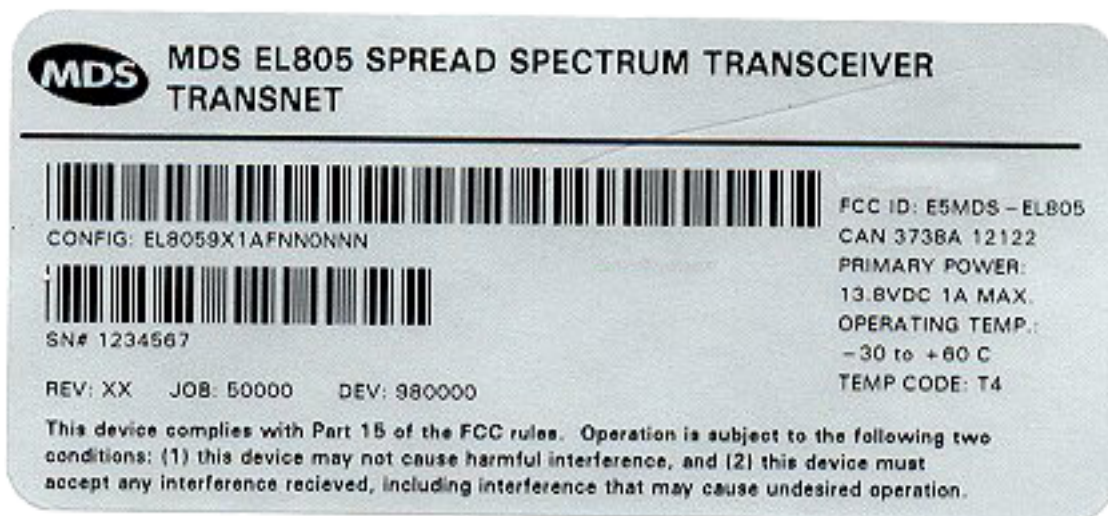 MDS
MDS EL805 SPREAD SPECTRUM TRANSCEIVER
TRANSNET
CONFIG: EL8059X1AFNN0NNN
SN# 1234567
REV: XX JOB: 50000 DEV: 980000
FCC ID: E5MDS-EL805
CAN 3738A 12122
PRIMARY POWER:
13.8VDC 1A MAX.
OPERATING TEMP.:
-30 to +60 C
TEMP CODE: T4
This device complies with Part 15 of the FCC rules. Operation is subject to the following two
conditions: (1) this device may not cause harmful interference, and (2) this device must
accept any interference recieved, including interference that may cause undesired operation.